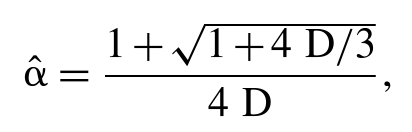 α̂ = (1 + √(1 + 4 D/3)) / (4 D),